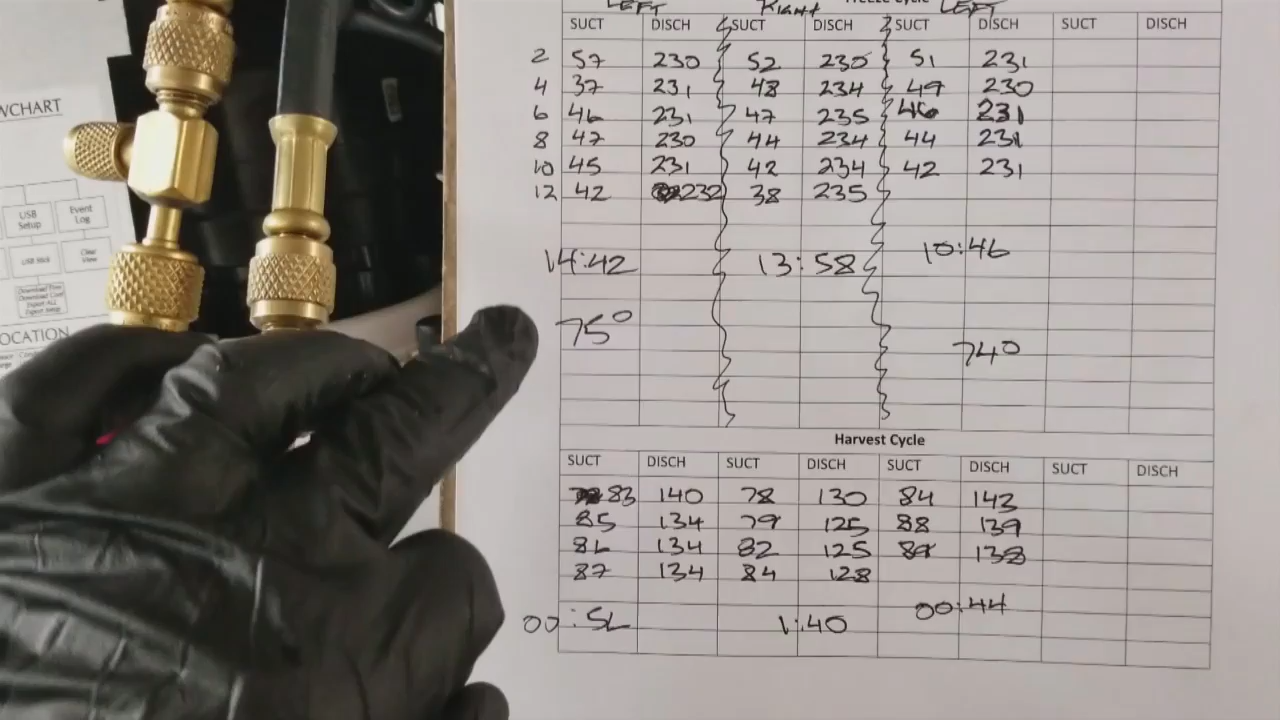 WCHART
USB Setup
Event Log
USB Stick
Clear View
LOCATION
LEFT Right LEFT
Freeze Cycle
SUCT DISCH SUCT DISCH SUCT DISCH SUCT DISCH
2 57 230 52 230 51 231
4 37 231 48 234 49 230
6 46 231 47 235 46 231
8 47 230 44 234 44 231
10 45 231 42 234 42 231
12 42 232 38 235
14:42 13:58 10:46
75°
74°
Harvest Cycle
SUCT DISCH SUCT DISCH SUCT DISCH SUCT DISCH
83 140 78 130 84 143
85 134 79 125 88 139
86 134 82 125 89 138
87 134 84 128
00:56 1:40 00:44